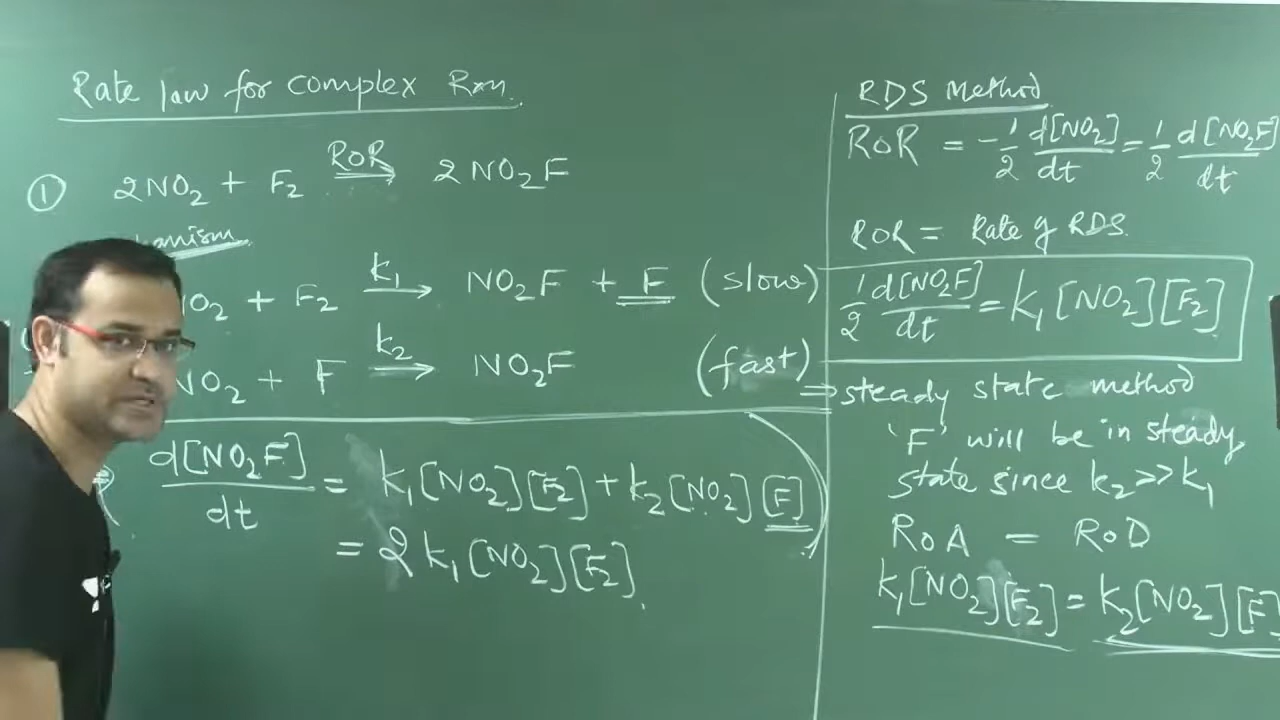 Rate law for complex Rxn.
① 2NO₂ + F₂ RoR→ 2NO₂F
anism
NO₂ + F₂ k₁→ NO₂F + F (slow)
NO₂ + F k₂→ NO₂F (fast)
⇒ d[NO₂F]/dt = k₁[NO₂][F₂] + k₂[NO₂][F]
= 2k₁[NO₂][F₂].
RDS Method
RoR = -1/2 d[NO₂]/dt = 1/2 d[NO₂F]/dt
RoR = Rate of RDS.
1/2 d[NO₂F]/dt = k₁[NO₂][F₂]
⇒ steady state method
'F' will be in steady
state since k₂>>k₁
RoA = RoD
k₁[NO₂][F₂] = k₂[NO₂][F]